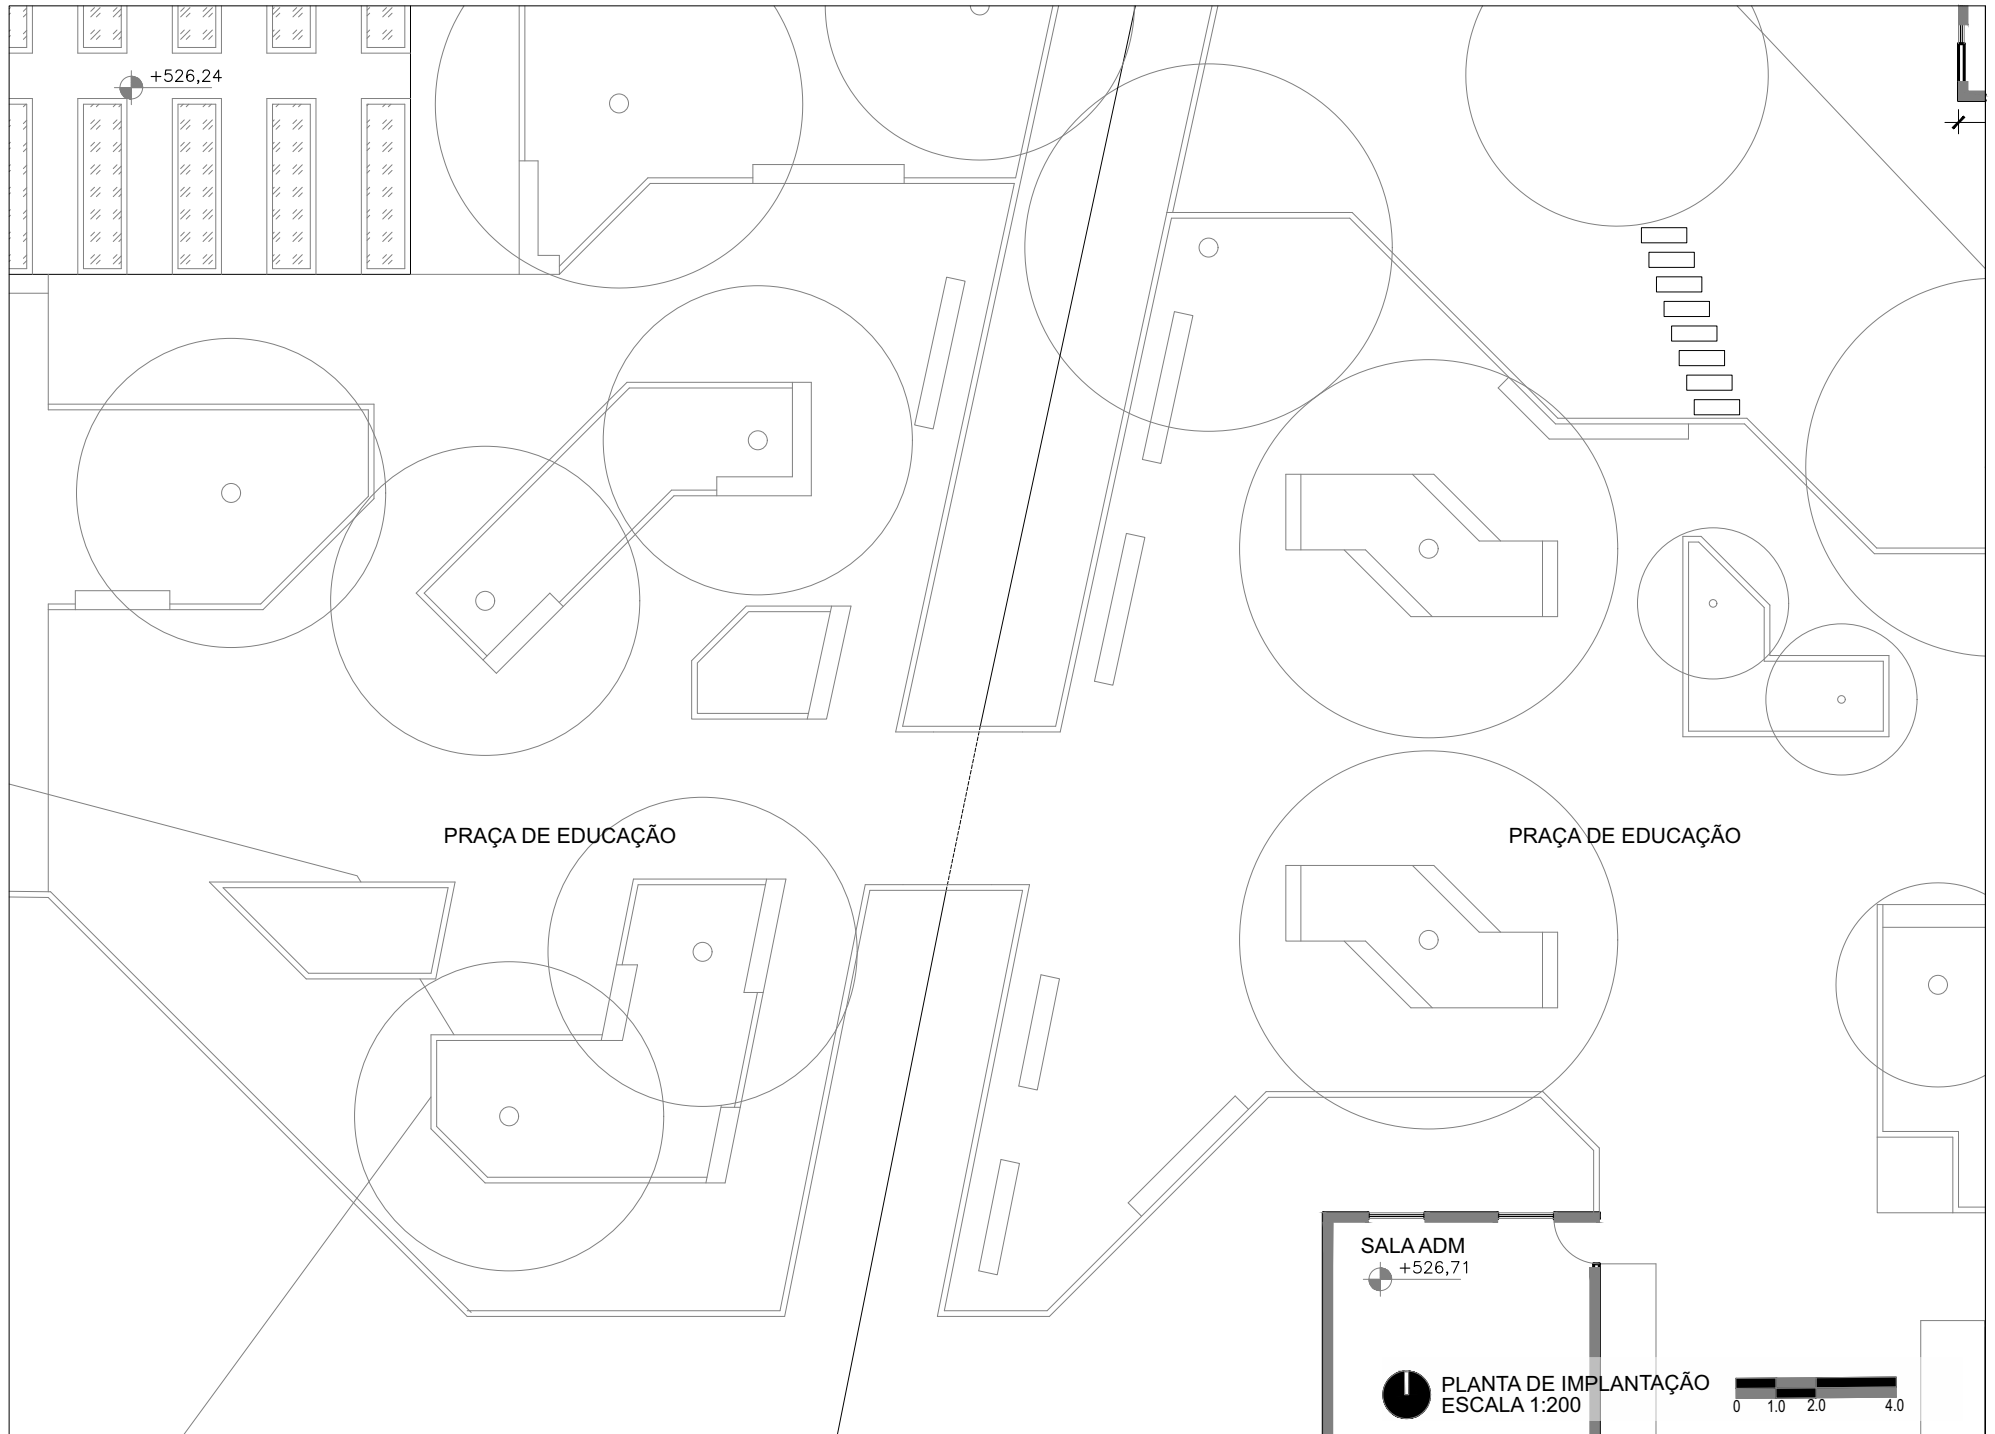 +526,24
PRAÇA DE EDUCAÇÃO
PRAÇA DE EDUCAÇÃO
SALA ADM
+526,71
PLANTA DE IMPLANTAÇÃO
ESCALA 1:200
0 1.0 2.0 4.0